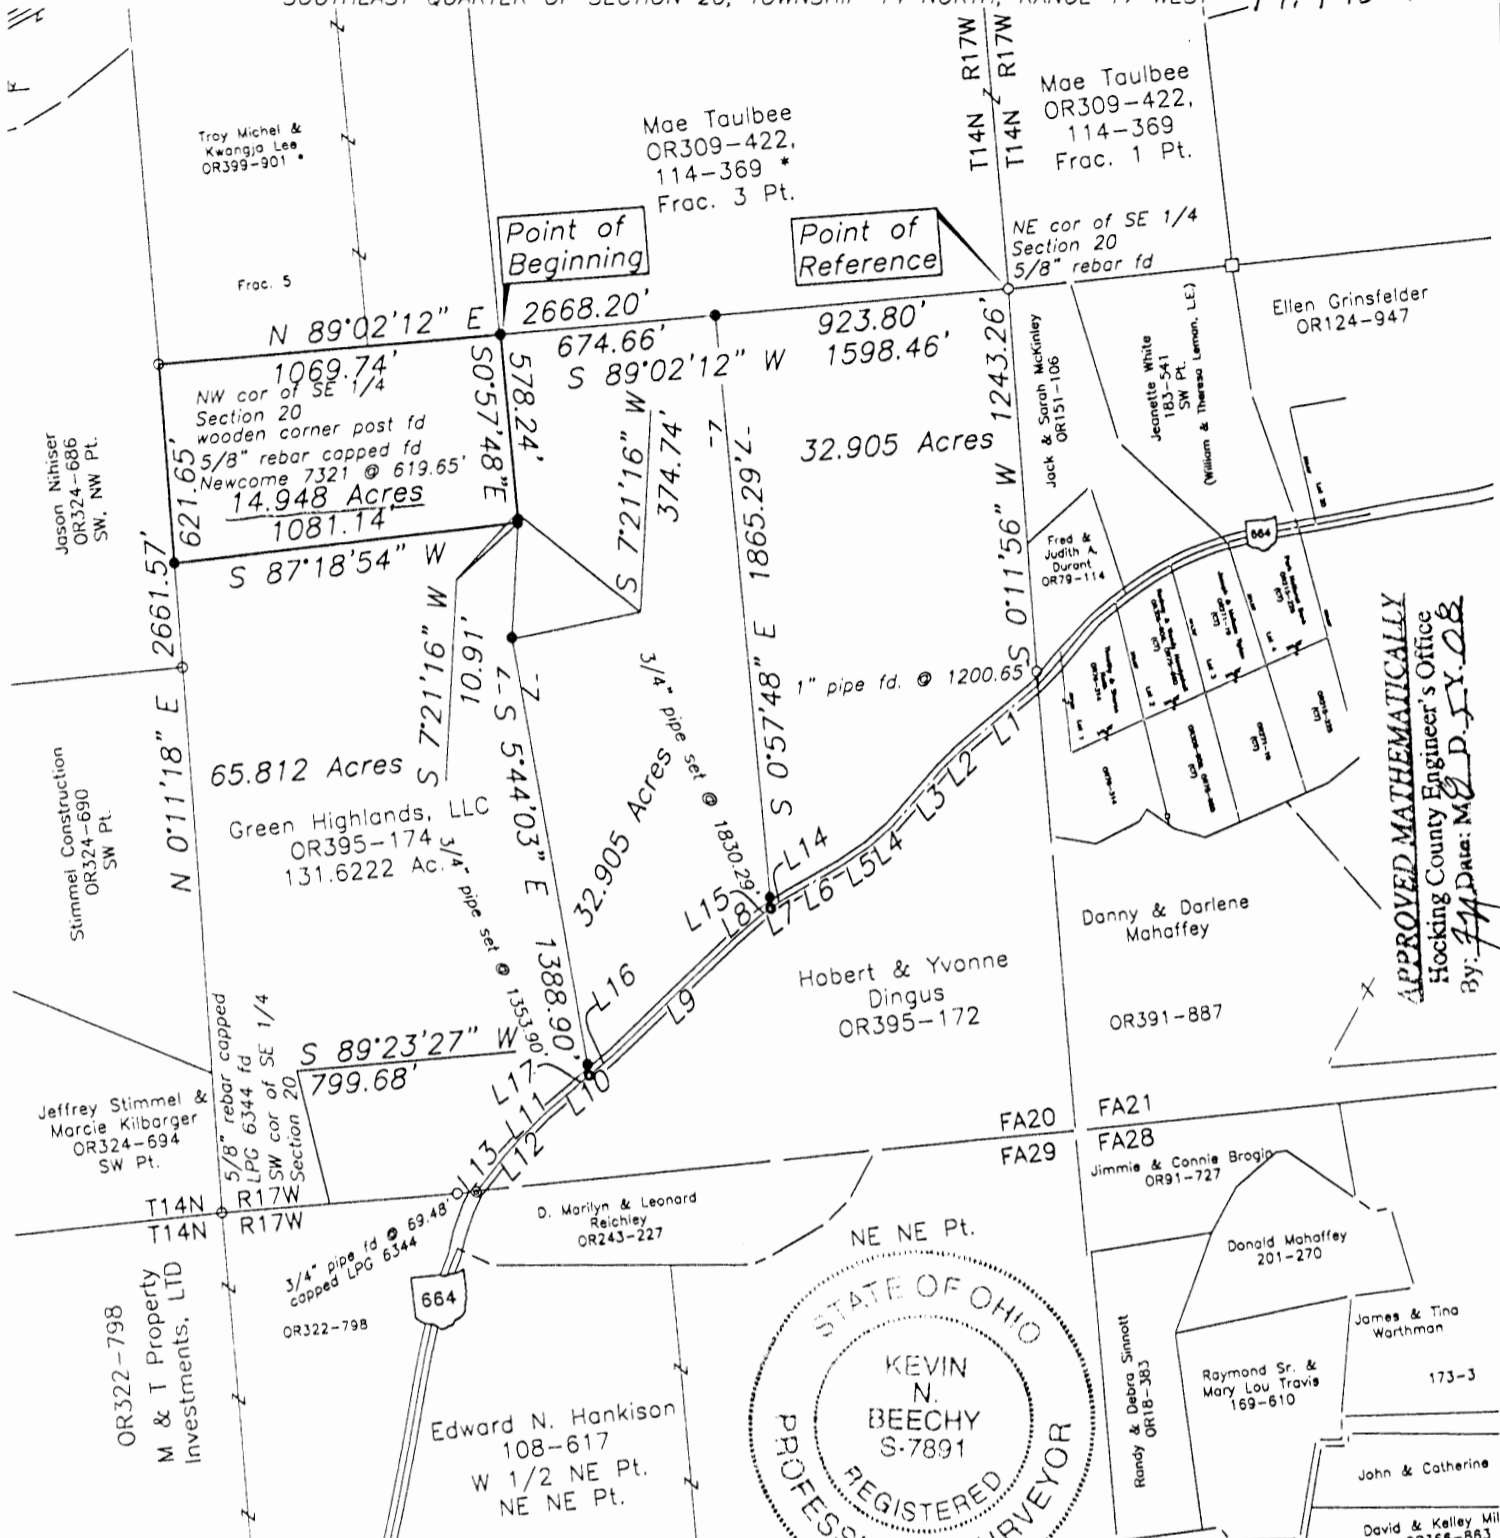 SOUTHEAST QUARTER OF SECTION 20, TOWNSHIP 14 NORTH, RANGE 17 WEST
Troy Michel &
Kwangja Lee
OR399-901 *
Frac. 5
Mae Taulbee
OR309-422,
114-369 *
Frac. 3 Pt.
T14N R17W
T14N R17W
Mae Taulbee
OR309-422,
114-369
Frac. 1 Pt.
Point of
Beginning
Point of
Reference
NE cor of SE 1/4
Section 20
5/8" rebar fd
Ellen Grinsfelder
OR124-947
N 89°02'12" E
2668.20'
1069.74'
674.66'
923.80'
S 89°02'12" W
1598.46'
NW cor of SE 1/4
Section 20
wooden corner post fd
5/8" rebar capped fd
Newcome 7321 @ 619.65'
14.948 Acres
1081.14'
S 87°18'54" W
621.65'
S0°57'48"E
578.24'
S 7°21'16" W
374.74'
1865.29'
S 0°57'48" E
32.905 Acres
1243.26'
S 0°11'56" W
Jack & Sarah McKinley
OR151-106
Jeanette White
183-541
SW Pt.
(William & Theresa Lemon, L.E.)
Fred &
Judith A.
Durant
OR79-114
664
Jason Nihiser
OR324-686
SW, NW Pt.
2661.57'
N 0°11'18" E
Stimmel Construction
OR324-690
SW Pt.
65.812 Acres
Green Highlands, LLC
OR395-174
131.6222 Ac.
S 7°21'16" W
16.91'
S 5°44'03" E
1388.90'
32.905 Acres
3/4" pipe set @ 1830.29'
3/4" pipe set @ 1353.90'
1" pipe fd. @ 1200.65'
L1
L2
L3
L4
L5
L6
L7
L14
L15
L8
L9
L16
L10
L17
L11
L12
L13
S 89°23'27" W
799.68'
5/8" rebar capped
LPG 6344 fd
SW cor of SE 1/4
Section 20
Jeffrey Stimmel &
Marcie Kilbarger
OR324-694
SW Pt.
T14N R17W
T14N R17W
3/4" pipe fd @ 69.48'
capped LPG 6344
OR322-798
664
OR322-798
M & T Property
Investments, LTD
D. Marilyn & Leonard
Reichley
OR243-227
Edward N. Hankison
108-617
W 1/2 NE Pt.
NE NE Pt.
Hobert & Yvonne
Dingus
OR395-172
Danny & Darlene
Mahaffey
OR391-887
APPROVED MATHEMATICALLY
Hocking County Engineer's Office
By: Date:
FA20
FA21
FA29
FA28
Jimmie & Connie Brogin
OR91-727
NE NE Pt.
Donald Mahaffey
201-270
Randy & Debra Sinnott
OR18-383
James & Tina
Warthman
173-3
Raymond Sr. &
Mary Lou Travis
169-610
John & Catherine
David & Kelley
STATE OF OHIO
KEVIN
N.
BEECHY
S-7891
REGISTERED